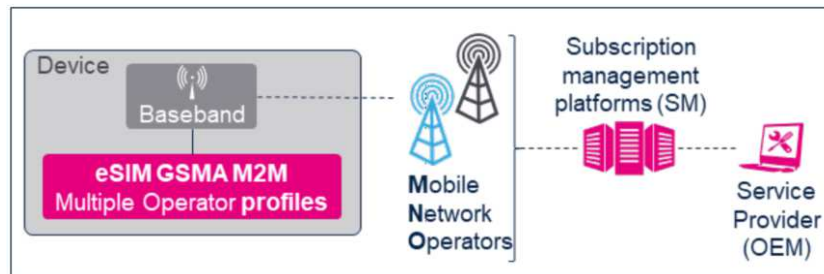 Device
Baseband
eSIM GSMA M2M
Multiple Operator profiles
Mobile
Network
Operators
Subscription
management
platforms (SM)
Service
Provider
(OEM)